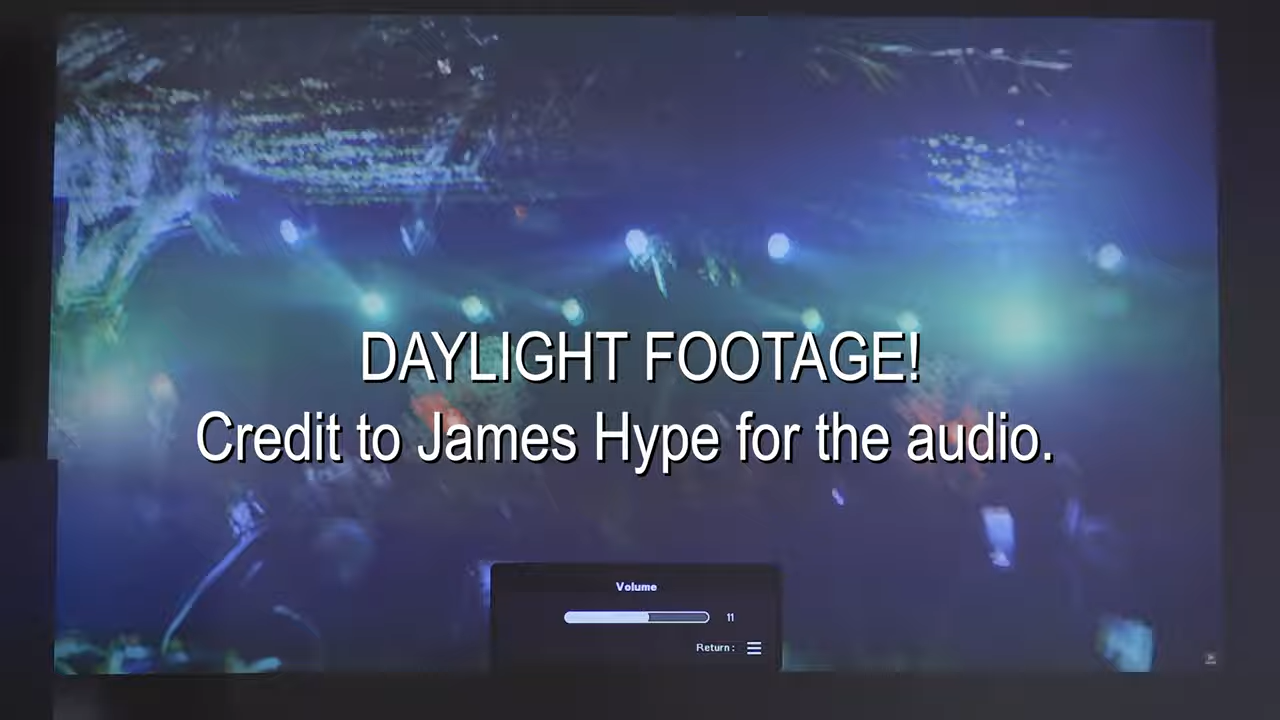 DAYLIGHT FOOTAGE!
Credit to James Hype for the audio.
Volume
11
Return :